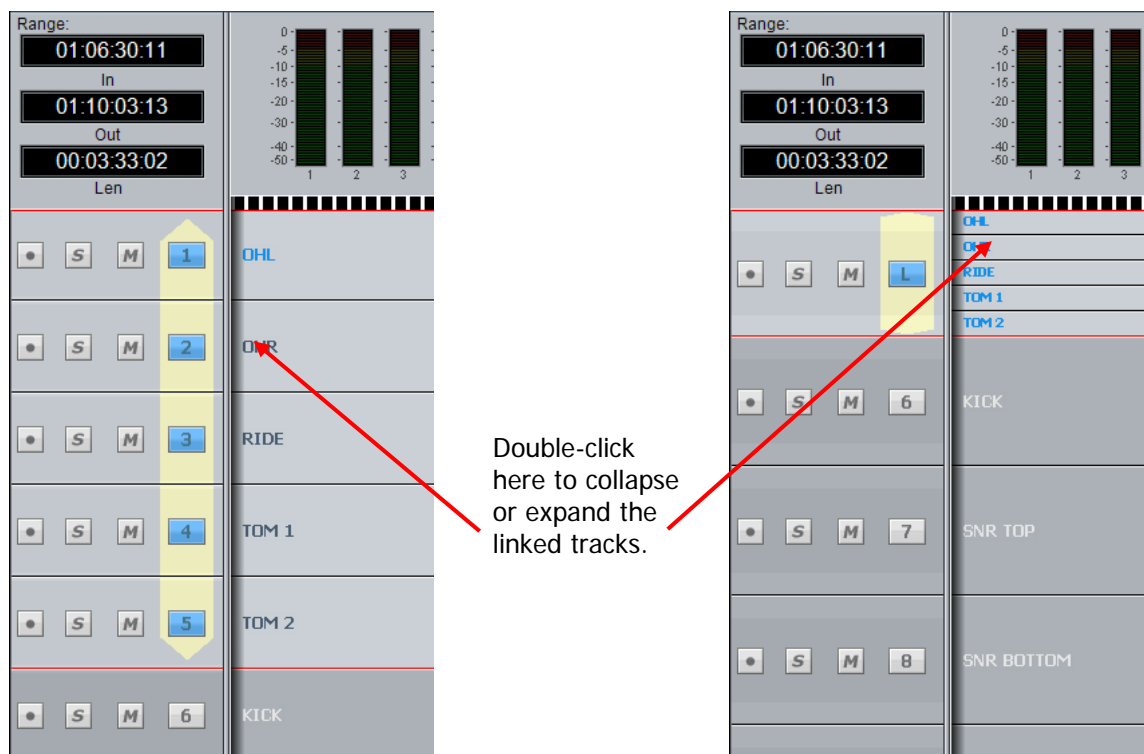 Range:
01:06:30:11
In
01:10:03:13
Out
00:03:33:02
Len
0
-5
-10
-15
-20
-30
-40
-50
1 2 3
S M 1 OHL
S M 2 OHR
S M 3 RIDE
S M 4 TOM 1
S M 5 TOM 2
S M 6 KICK
Double-click
here to collapse
or expand the
linked tracks.
Range:
01:06:30:11
In
01:10:03:13
Out
00:03:33:02
Len
0
-5
-10
-15
-20
-30
-40
-50
1 2 3
S M L
OHL
OHR
RIDE
TOM 1
TOM 2
S M 6 KICK
S M 7 SNR TOP
S M 8 SNR BOTTOM